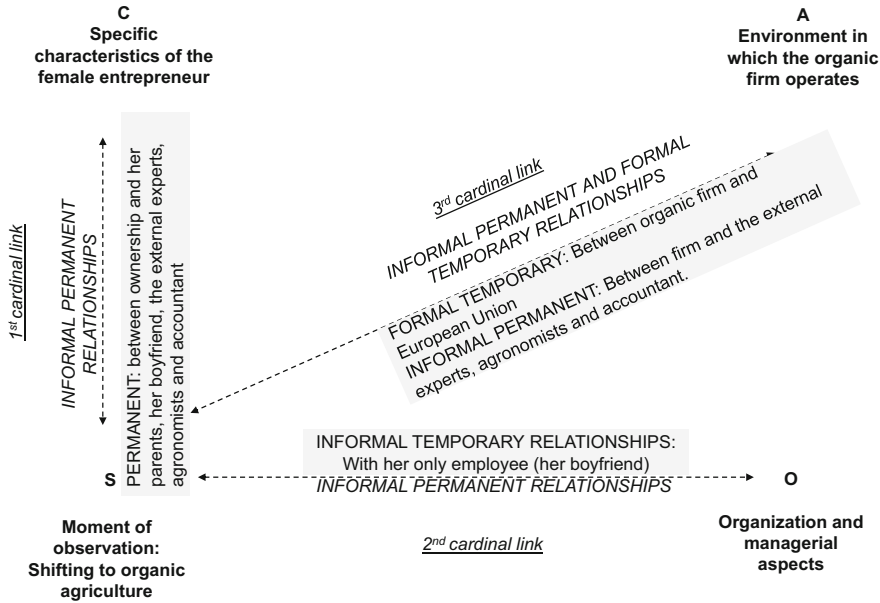 C
Specific
characteristics of the
female entrepreneur
A
Environment in
which the organic
firm operates
1st cardinal link
INFORMAL PERMANENT
RELATIONSHIPS
PERMANENT: between ownership and her
parents, her boyfriend, the external experts,
agronomists and accountant
3rd cardinal link
INFORMAL PERMANENT AND FORMAL
TEMPORARY RELATIONSHIPS
FORMAL TEMPORARY: Between organic firm and
European Union
INFORMAL PERMANENT: Between firm and the external
experts, agronomists and accountant.
S
INFORMAL TEMPORARY RELATIONSHIPS:
With her only employee (her boyfriend)
INFORMAL PERMANENT RELATIONSHIPS
O
Moment of
observation:
Shifting to organic
agriculture
2nd cardinal link
Organization and
managerial
aspects